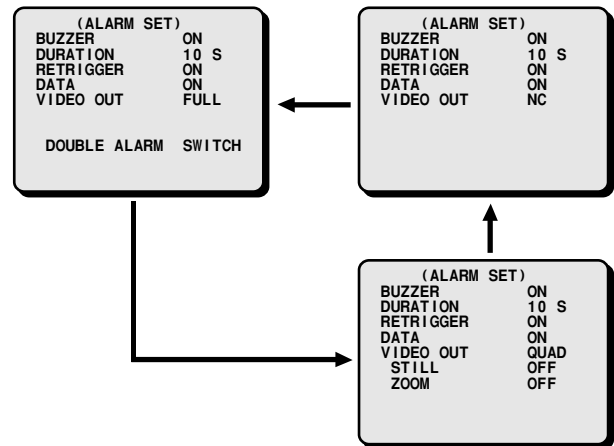 (ALARM SET)
BUZZER ON
DURATION 10 S
RETRIGGER ON
DATA ON
VIDEO OUT FULL
DOUBLE ALARM SWITCH
(ALARM SET)
BUZZER ON
DURATION 10 S
RETRIGGER ON
DATA ON
VIDEO OUT NC
(ALARM SET)
BUZZER ON
DURATION 10 S
RETRIGGER ON
DATA ON
VIDEO OUT QUAD
STILL OFF
ZOOM OFF